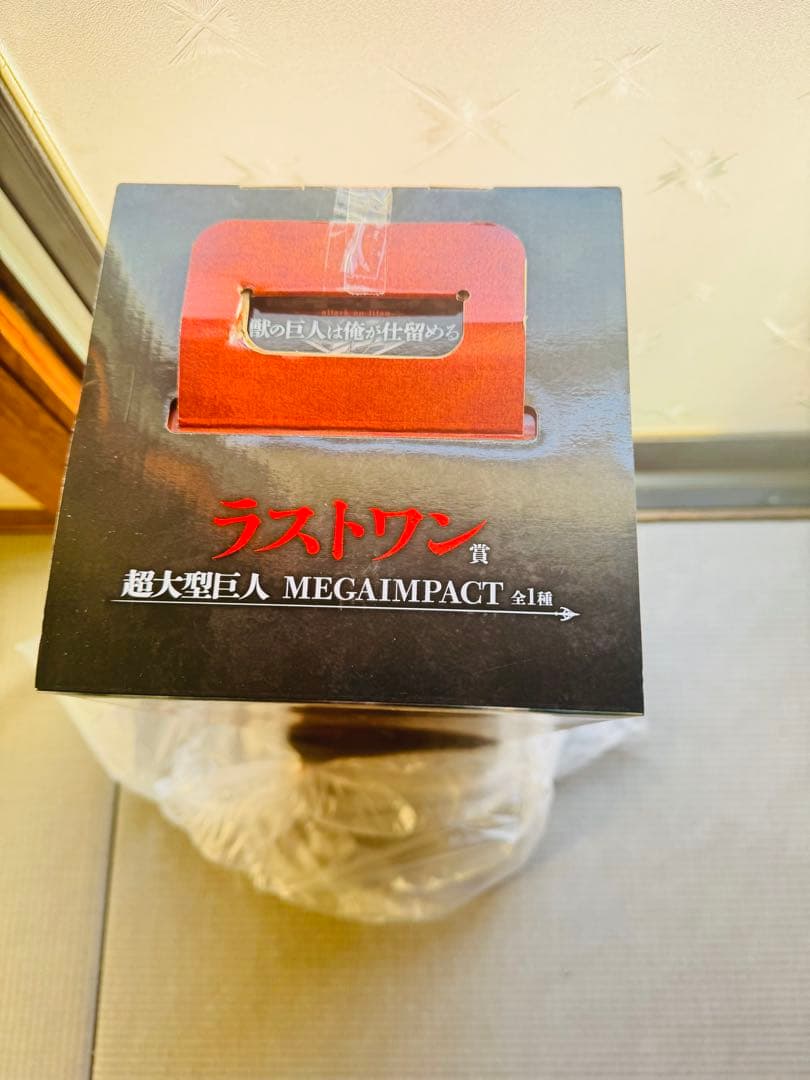 attack on titan
獣の巨人は俺が仕留める
ラストワン賞
超大型巨人 MEGAIMPACT 全1種